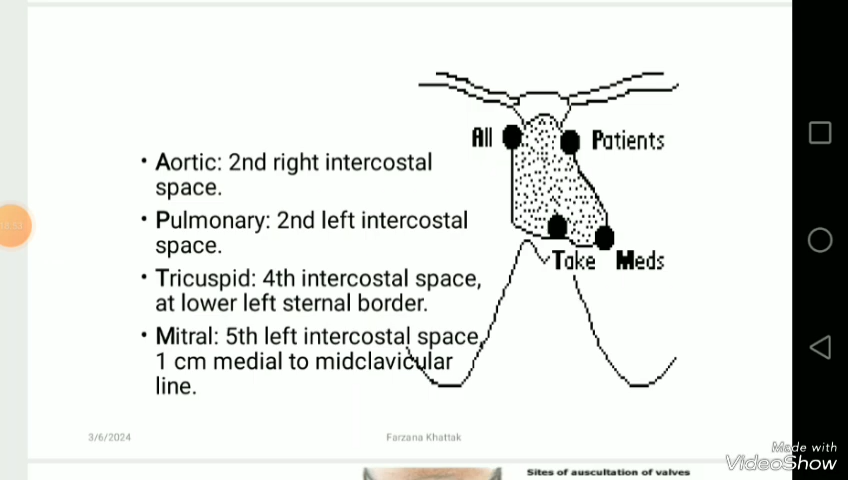 All Patients
• Aortic: 2nd right intercostal
space.
• Pulmonary: 2nd left intercostal
space.
• Tricuspid: 4th intercostal space,
at lower left sternal border.
• Mitral: 5th left intercostal space,
1 cm medial to midclavicular
line.
Take Meds
3/6/2024
Farzana Khattak
Made with
VideoShow
Sites of auscultation of valves